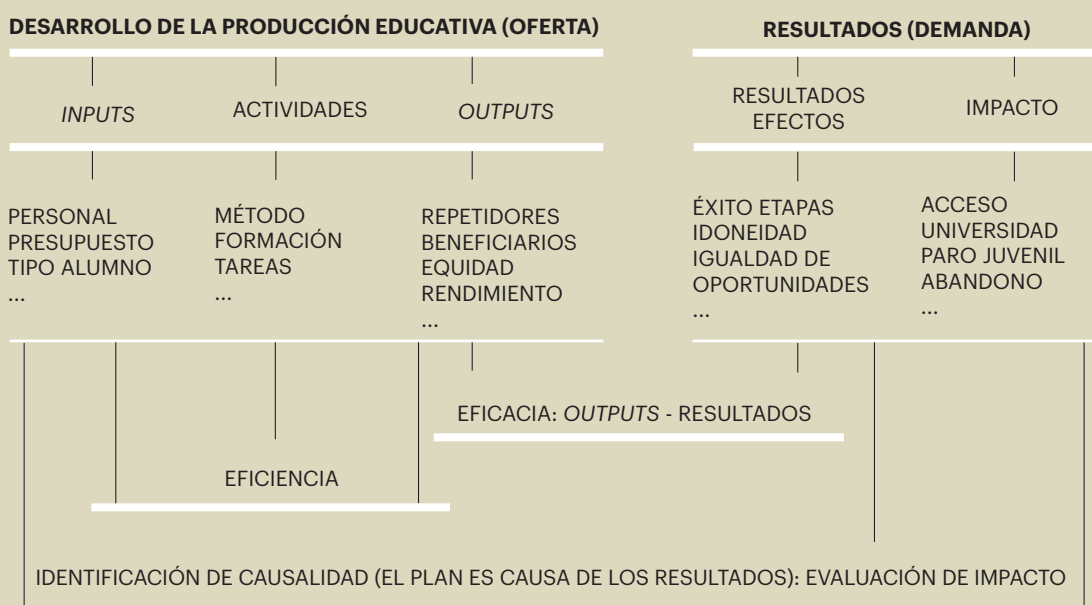 DESARROLLO DE LA PRODUCCIÓN EDUCATIVA (OFERTA)
RESULTADOS (DEMANDA)
INPUTS
ACTIVIDADES
OUTPUTS
RESULTADOS
EFECTOS
IMPACTO
PERSONAL
PRESUPUESTO
TIPO ALUMNO
...
MÉTODO
FORMACIÓN
TAREAS
...
REPETIDORES
BENEFICIARIOS
EQUIDAD
RENDIMIENTO
...
ÉXITO ETAPAS
IDONEIDAD
IGUALDAD DE
OPORTUNIDADES
...
ACCESO
UNIVERSIDAD
PARO JUVENIL
ABANDONO
...
EFICACIA: OUTPUTS - RESULTADOS
EFICIENCIA
IDENTIFICACIÓN DE CAUSALIDAD (EL PLAN ES CAUSA DE LOS RESULTADOS): EVALUACIÓN DE IMPACTO